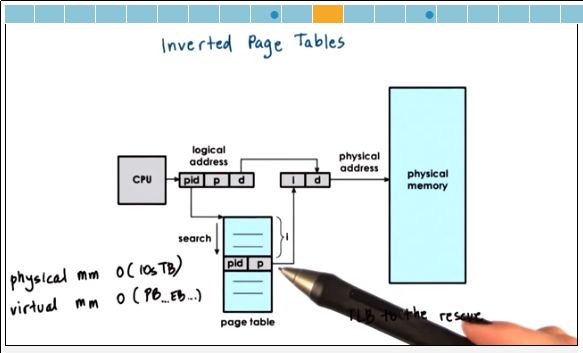 Inverted Page Tables
logical
address
physical
address
CPU
pid p d
i d
physical
memory
search
i
pid p
physical mm O(10s TB)
virtual mm O(PB...EB...)
page table
TLB to the rescue